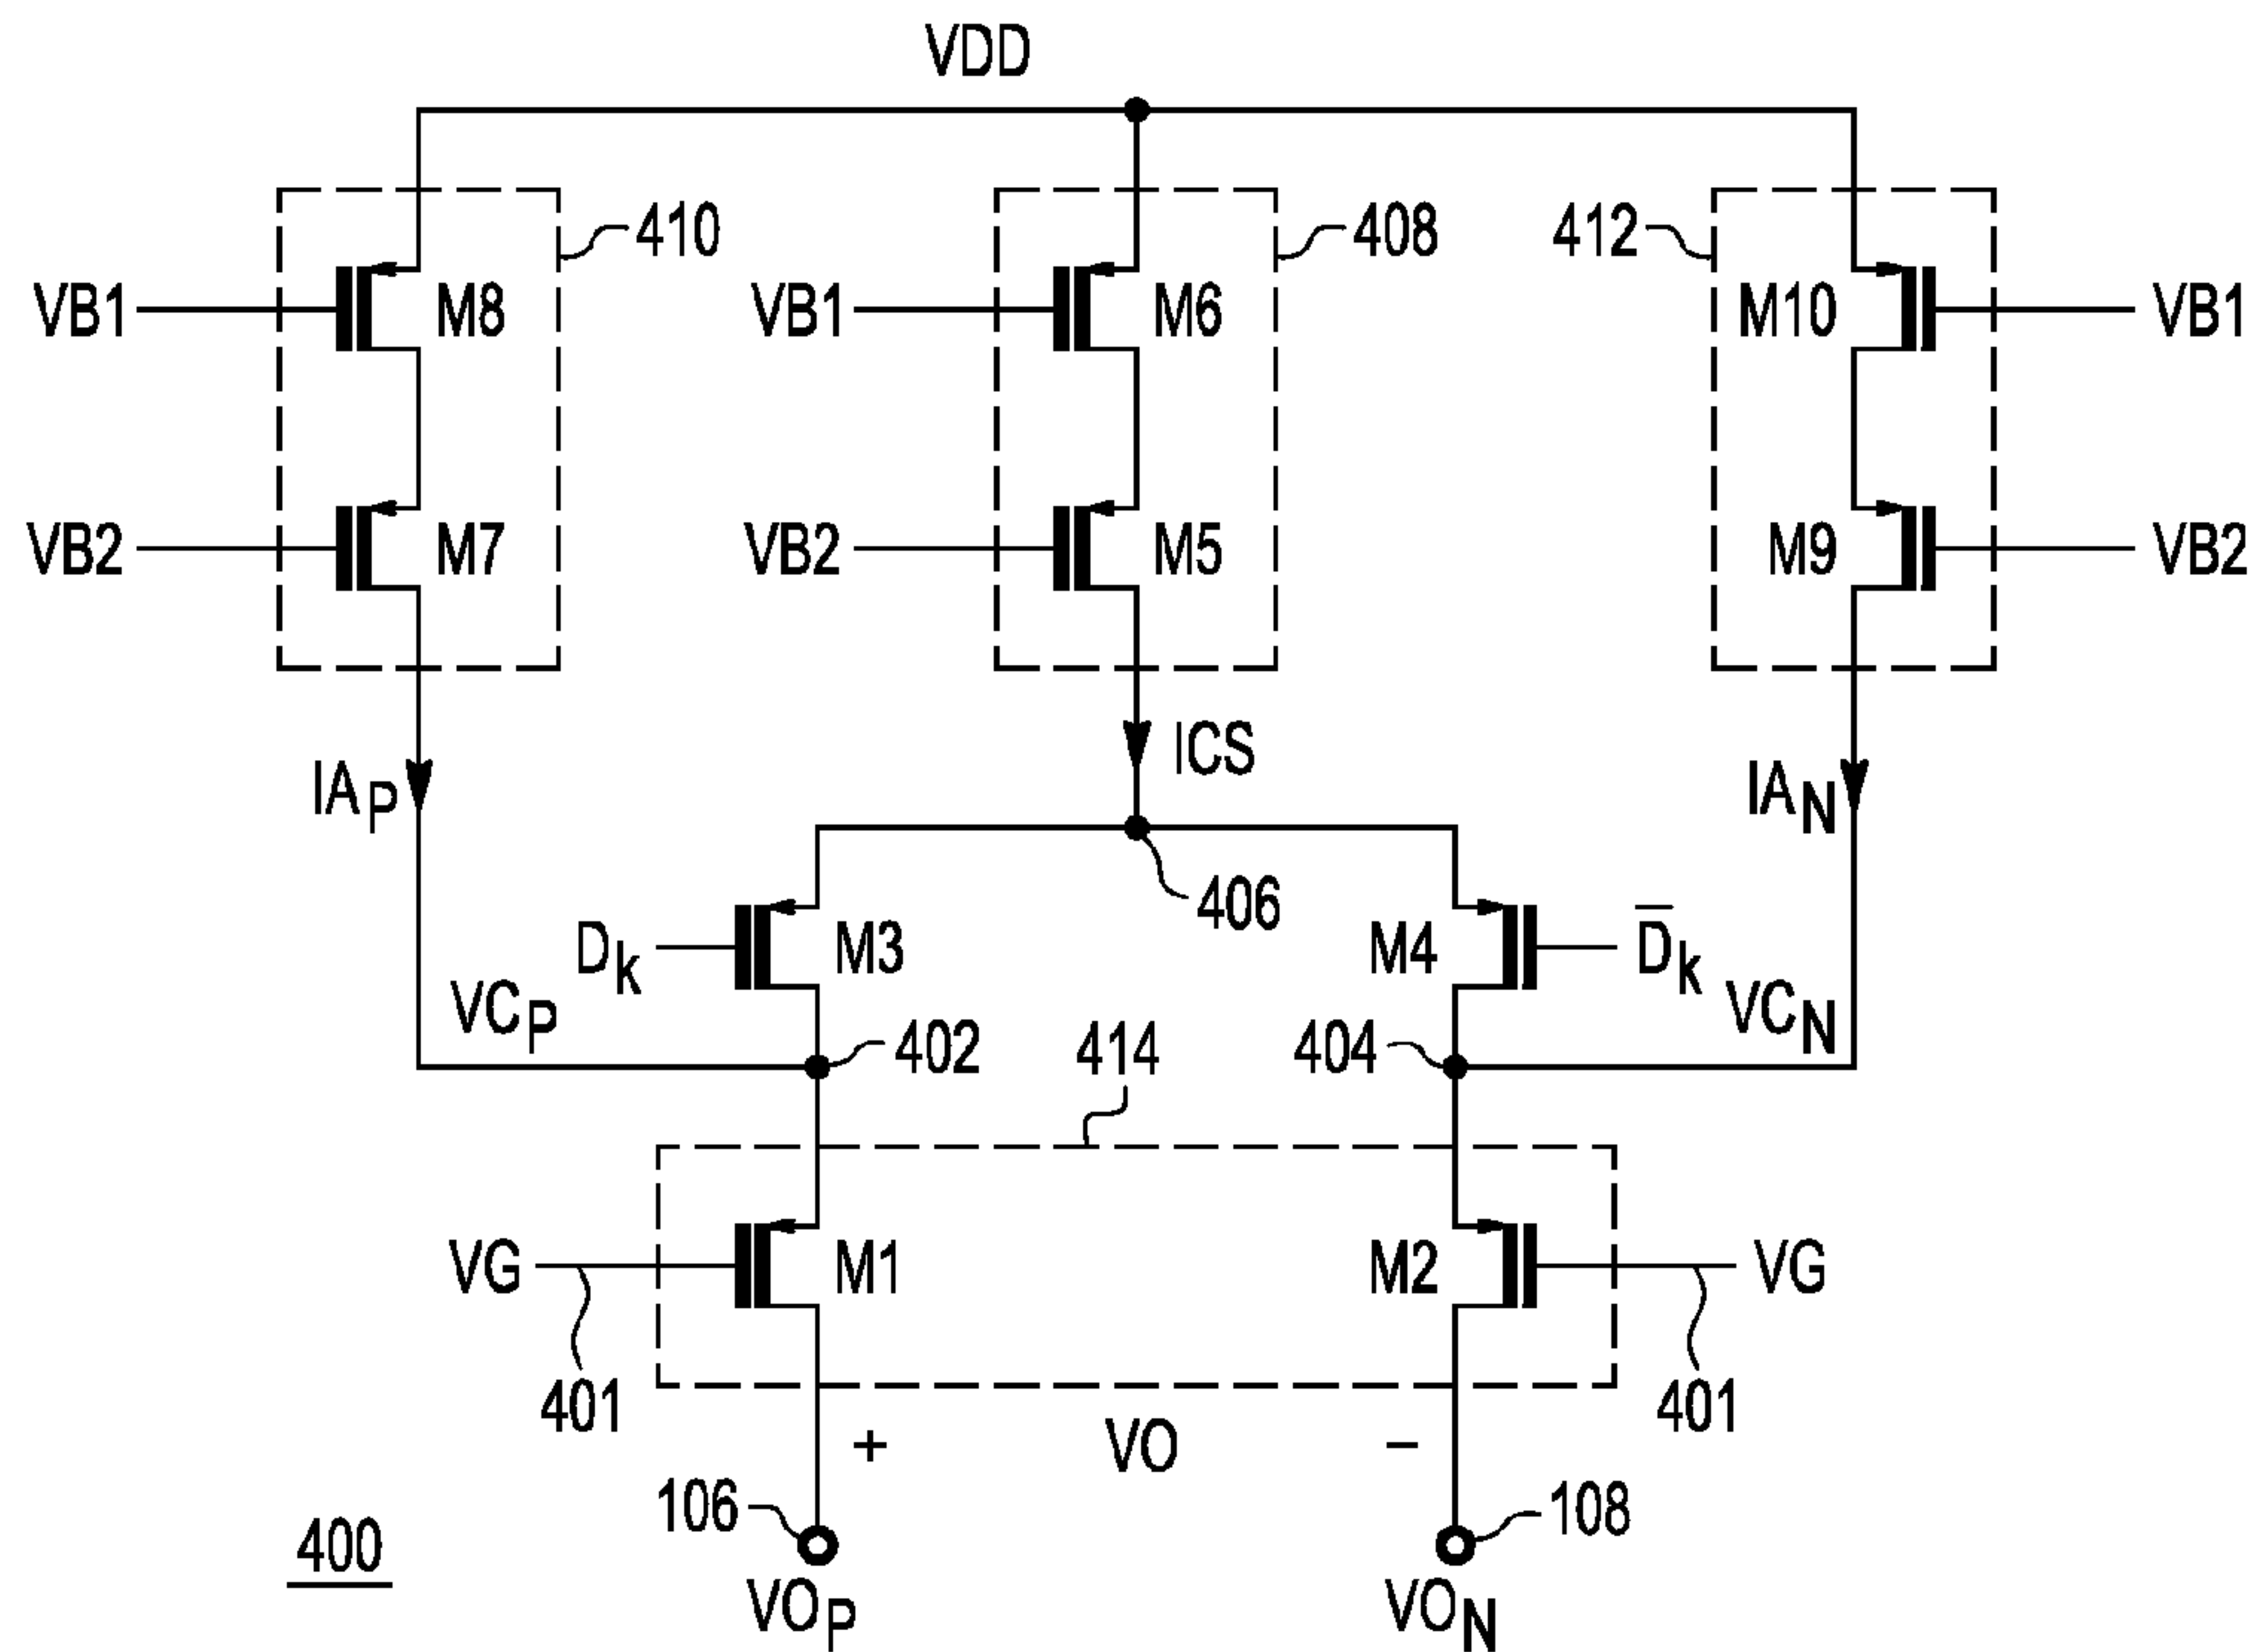 VDD
410
408
412
VB1
M8
VB1
M6
M10
VB1
VB2
M7
VB2
M5
M9
VB2
ICS
IAP
IAN
406
Dk
M3
M4
D̅k
VCP
VCN
402
414
404
VG
M1
M2
VG
401
401
+
VO
−
106
108
400
VOP
VON